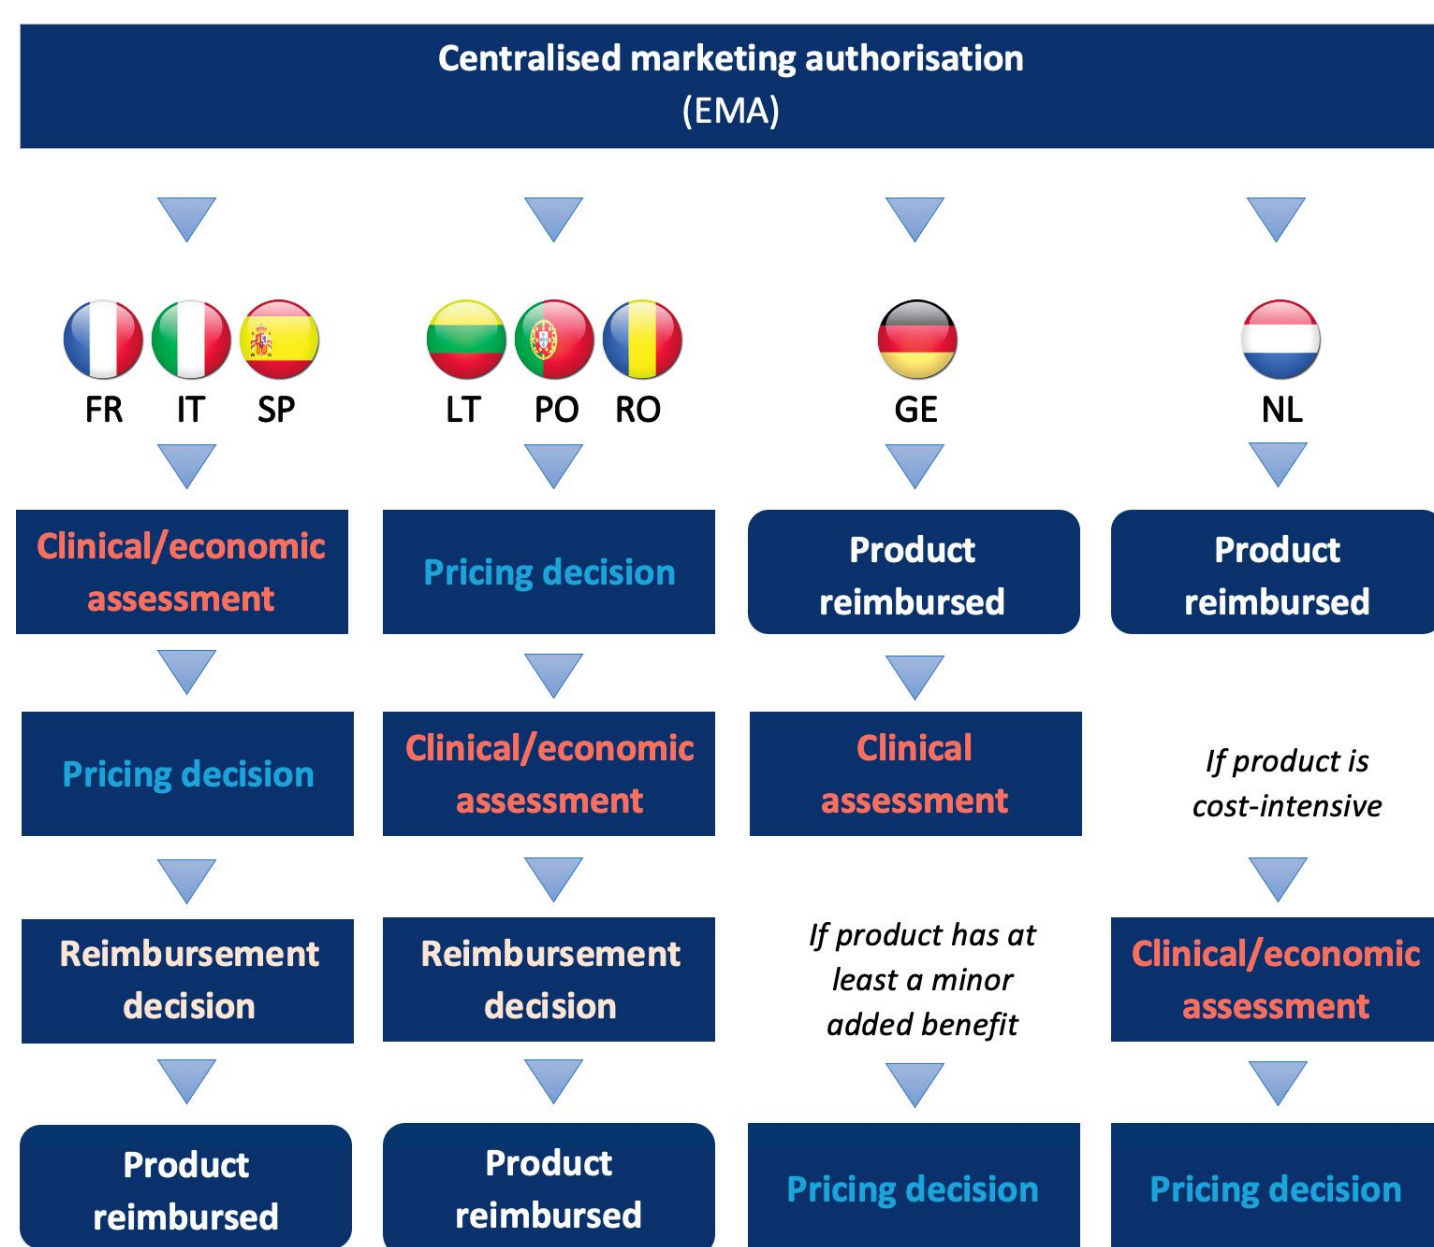 Centralised marketing authorisation
(EMA)
FR IT SP
LT PO RO
GE
NL
Clinical/economic
assessment
Pricing decision
Product
reimbursed
Product
reimbursed
Pricing decision
Clinical/economic
assessment
Clinical
assessment
If product is
cost-intensive
Reimbursement
decision
Reimbursement
decision
If product has at
least a minor
added benefit
Clinical/economic
assessment
Product
reimbursed
Product
reimbursed
Pricing decision
Pricing decision